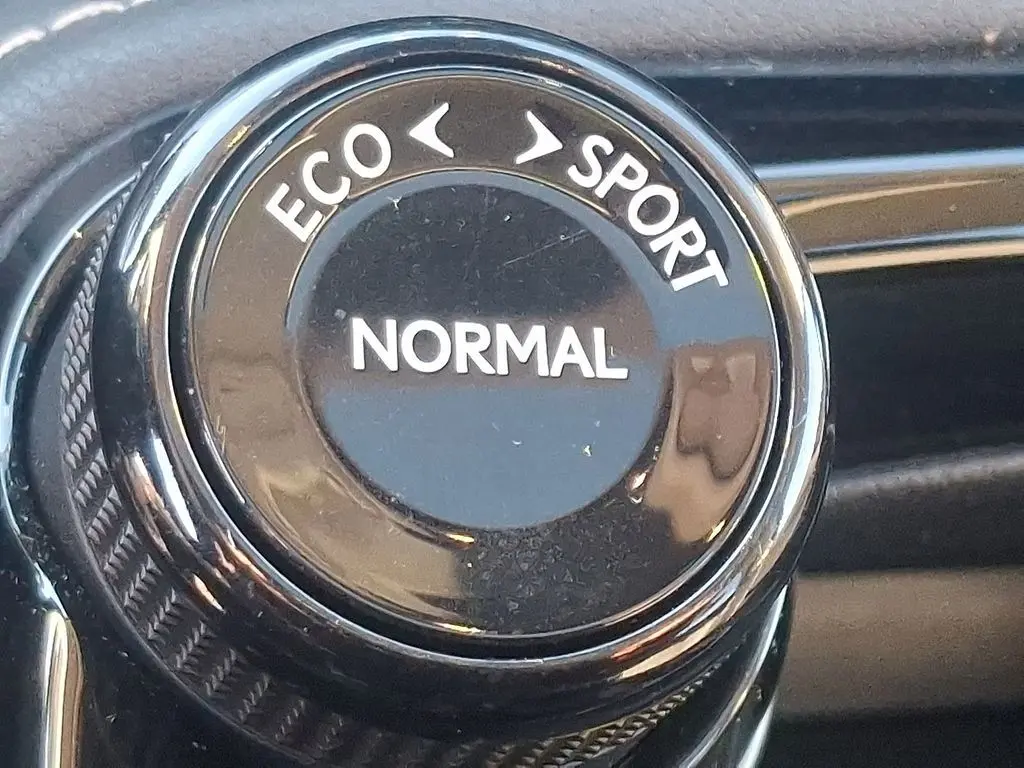 ECO < > SPORT
NORMAL